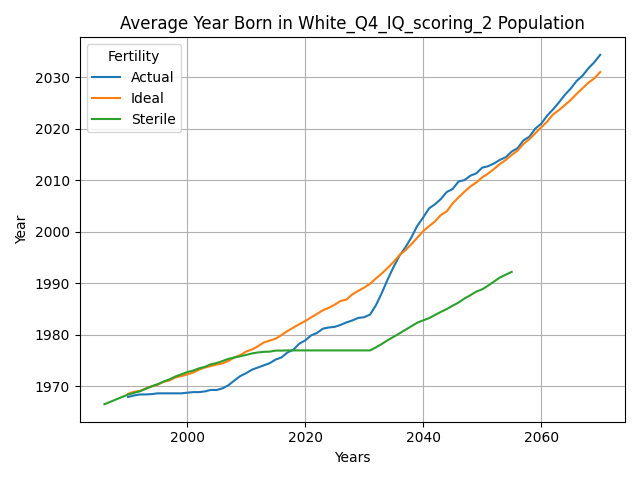 Average Year Born in White_Q4_IQ_scoring_2 Population
Fertility
Actual
Ideal
Sterile
2030
2020
2010
2000
1990
1980
1970
Year
2000
2020
2040
2060
Years